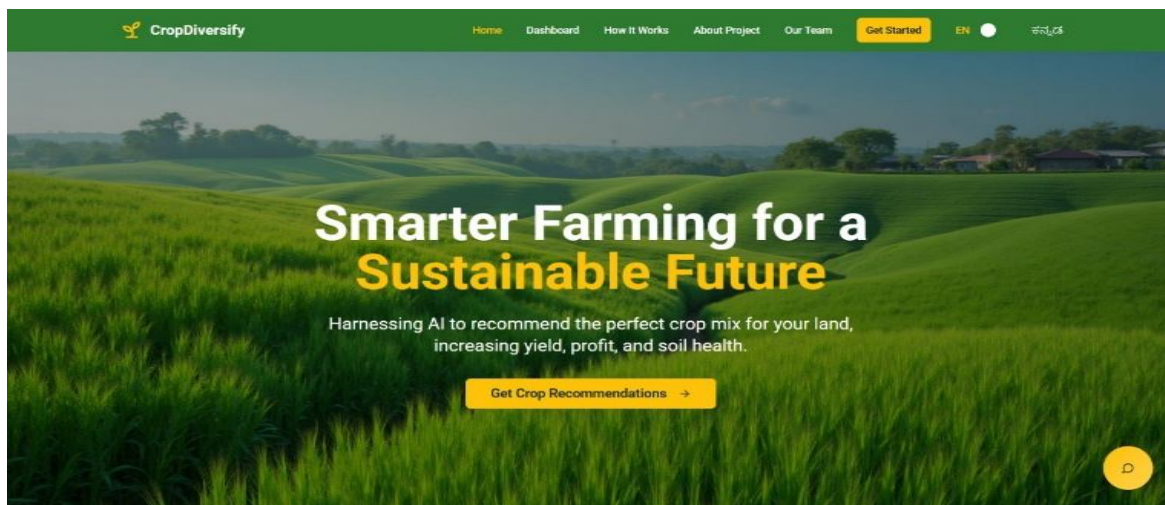 CropDiversify
Home Dashboard How It Works About Project Our Team Get Started EN ಕನ್ನಡ
Smarter Farming for a
Sustainable Future
Harnessing AI to recommend the perfect crop mix for your land,
increasing yield, profit, and soil health.
Get Crop Recommendations →